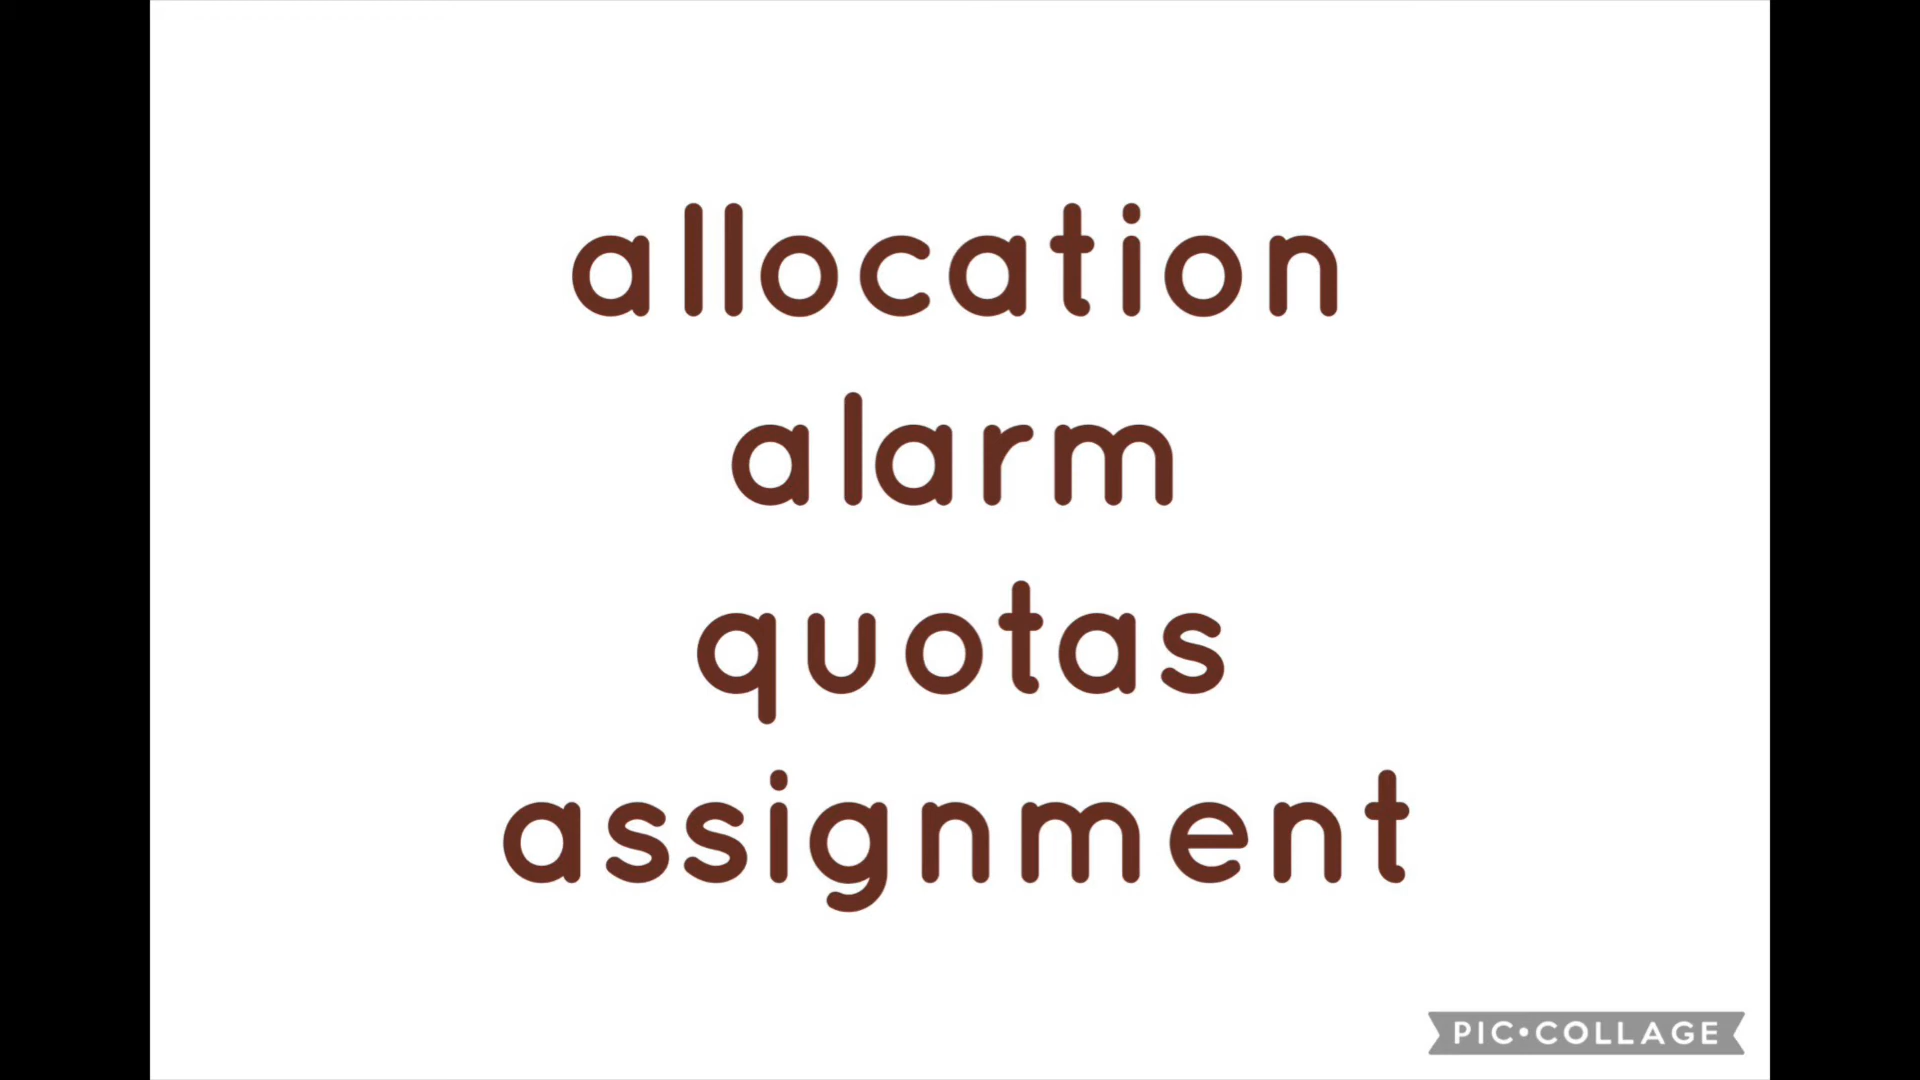 allocation
alarm
quotas
assignment
PIC•COLLAGE